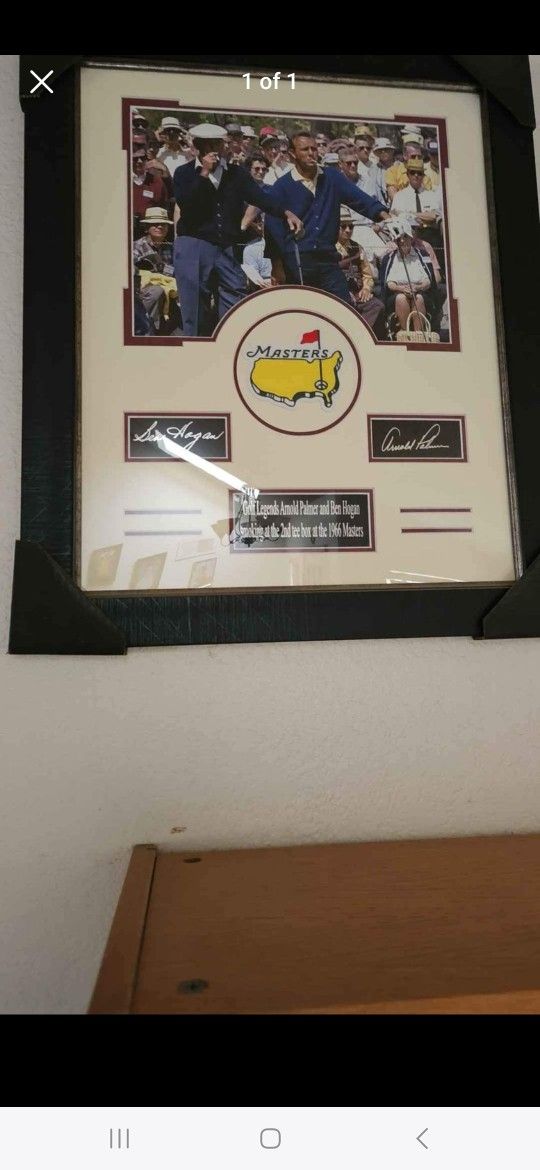 1 of 1
MASTERS
Ben Hogan
Arnold Palmer
Golf Legends Arnold Palmer and Ben Hogan
smoking at the 2nd tee box at the 1966 Masters